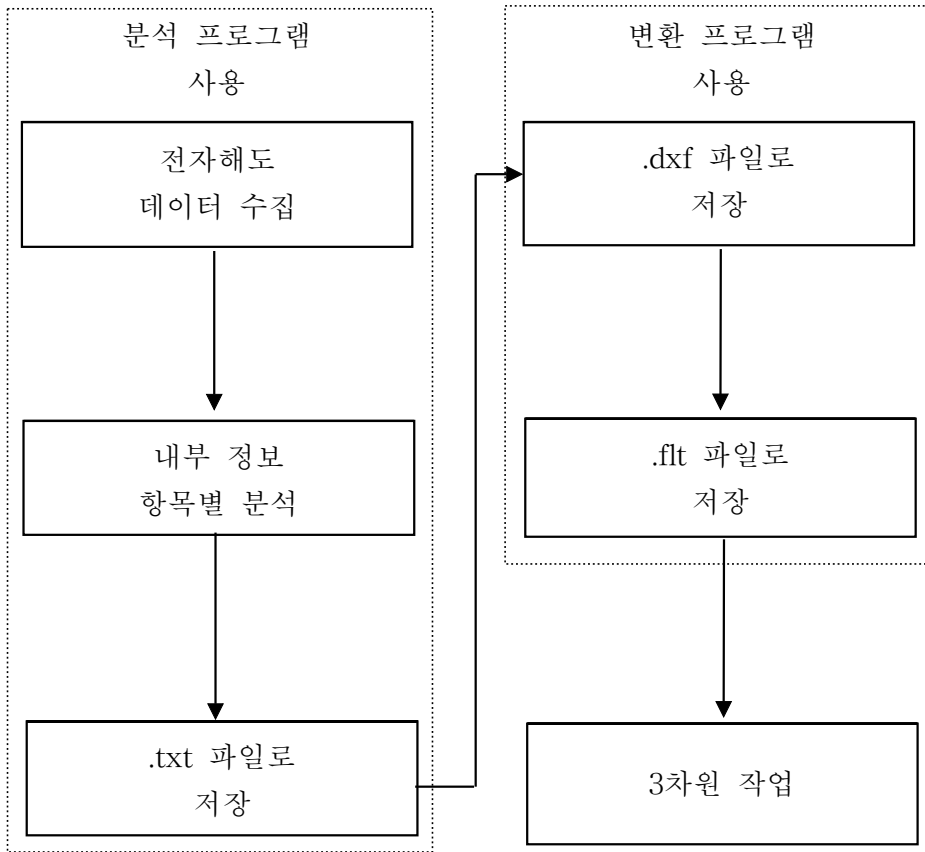 분석 프로그램
사용
전자해도
데이터 수집
내부 정보
항목별 분석
.txt 파일로
저장
변환 프로그램
사용
.dxf 파일로
저장
.flt 파일로
저장
3차원 작업